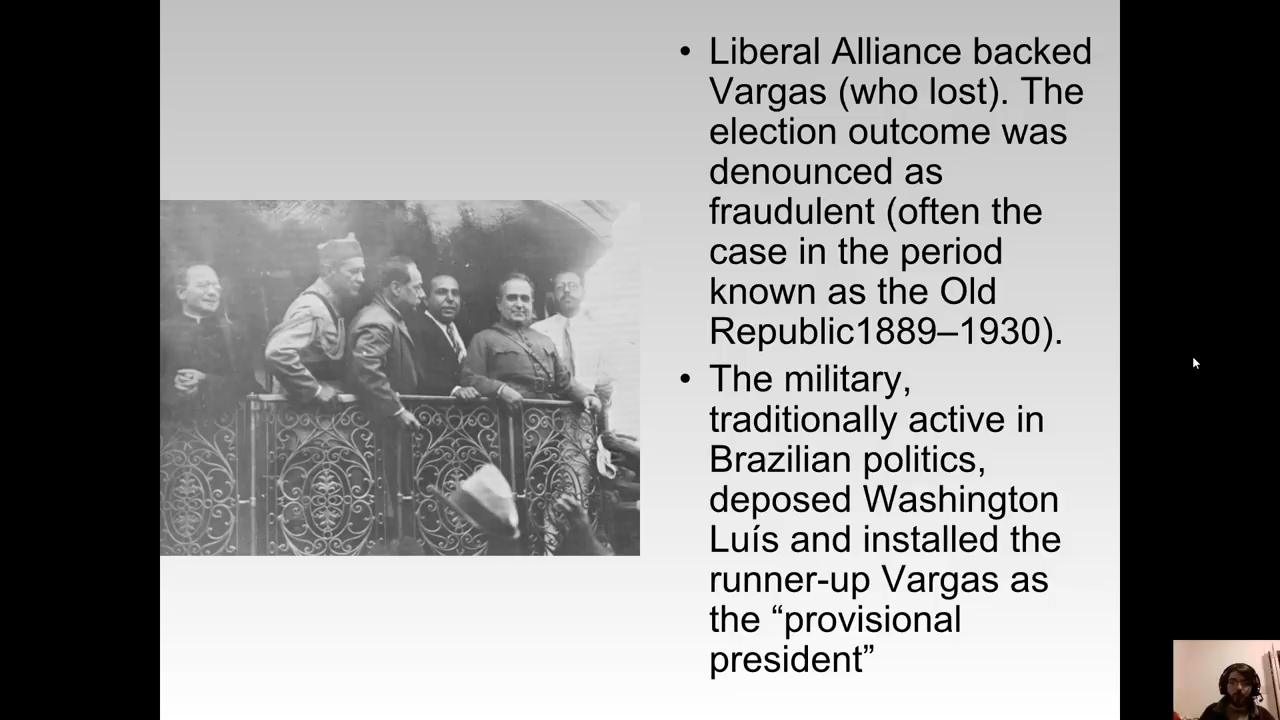 • Liberal Alliance backed
Vargas (who lost). The
election outcome was
denounced as
fraudulent (often the
case in the period
known as the Old
Republic1889–1930).
• The military,
traditionally active in
Brazilian politics,
deposed Washington
Luís and installed the
runner-up Vargas as
the “provisional
president”